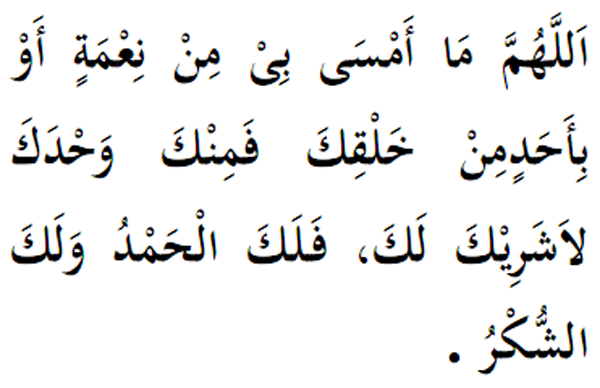 اَللَّهُمَّ مَا أَمْسَى بِيْ مِنْ نِعْمَةٍ أَوْ
بِأَحَدٍمِنْ خَلْقِكَ فَمِنْكَ وَحْدَكَ
لاَشَرِيْكَ لَكَ، فَلَكَ الْحَمْدُ وَلَكَ
الشُّكْرُ .